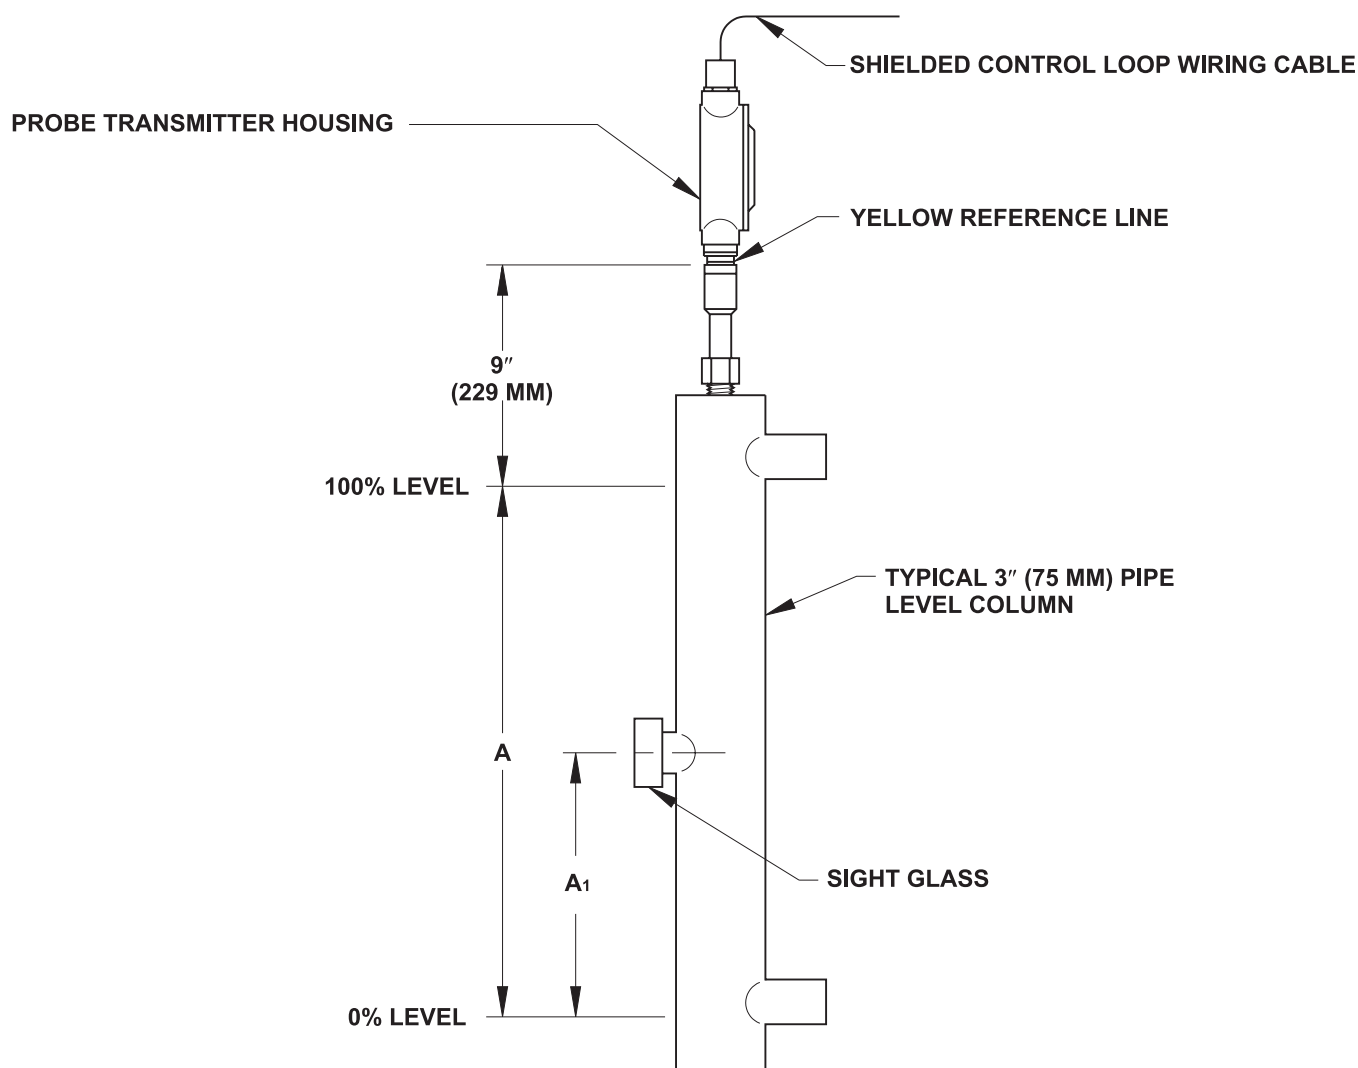 SHIELDED CONTROL LOOP WIRING CABLE
PROBE TRANSMITTER HOUSING
YELLOW REFERENCE LINE
9″
(229 MM)
100% LEVEL
TYPICAL 3″ (75 MM) PIPE
LEVEL COLUMN
A
A1
SIGHT GLASS
0% LEVEL